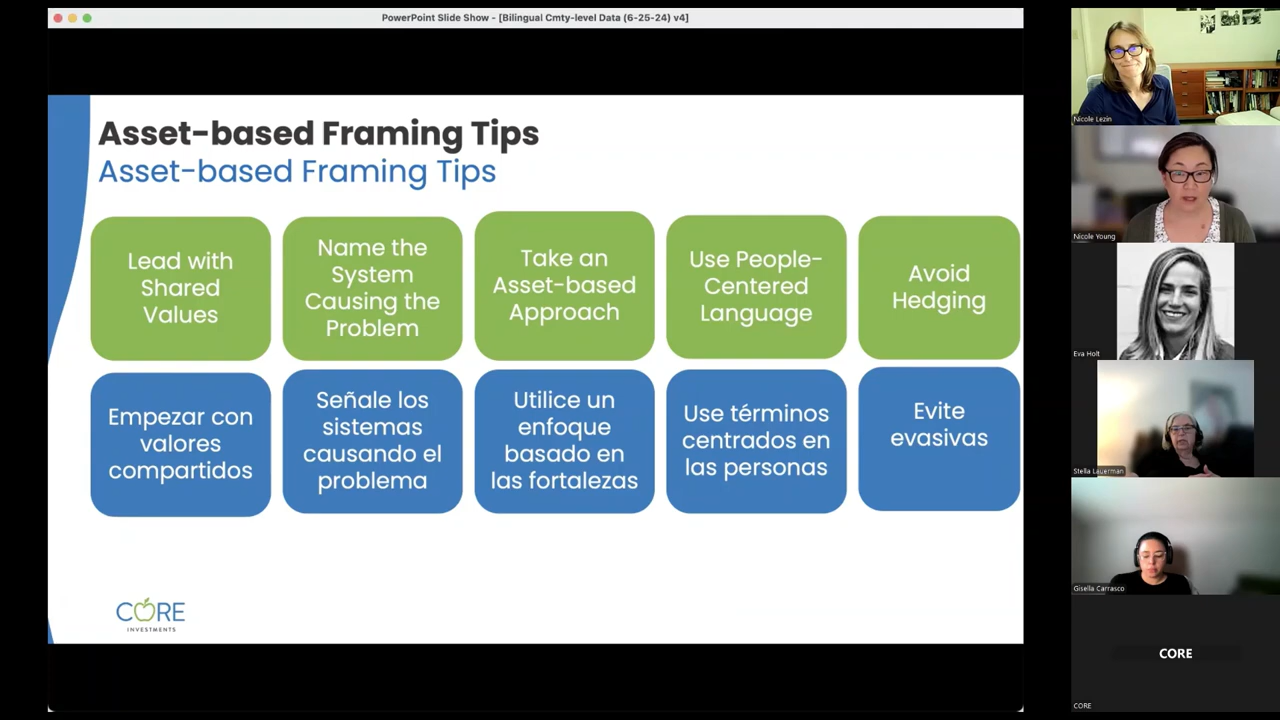 PowerPoint Slide Show - [Bilingual Cmty-level Data (6-25-24) v4]
Asset-based Framing Tips
Asset-based Framing Tips
Lead with
Shared
Values
Name the
System
Causing the
Problem
Take an
Asset-based
Approach
Use People-
Centered
Language
Avoid
Hedging
Empezar con
valores
compartidos
Señale los
sistemas
causando el
problema
Utilice un
enfoque
basado en
las fortalezas
Use términos
centrados en
las personas
Evite
evasivas
CORE
INVESTMENTS
Nicole Lezin
Nicole Young
Eva Holt
Stella Lauerman
Gisella Carrasco
CORE
CORE